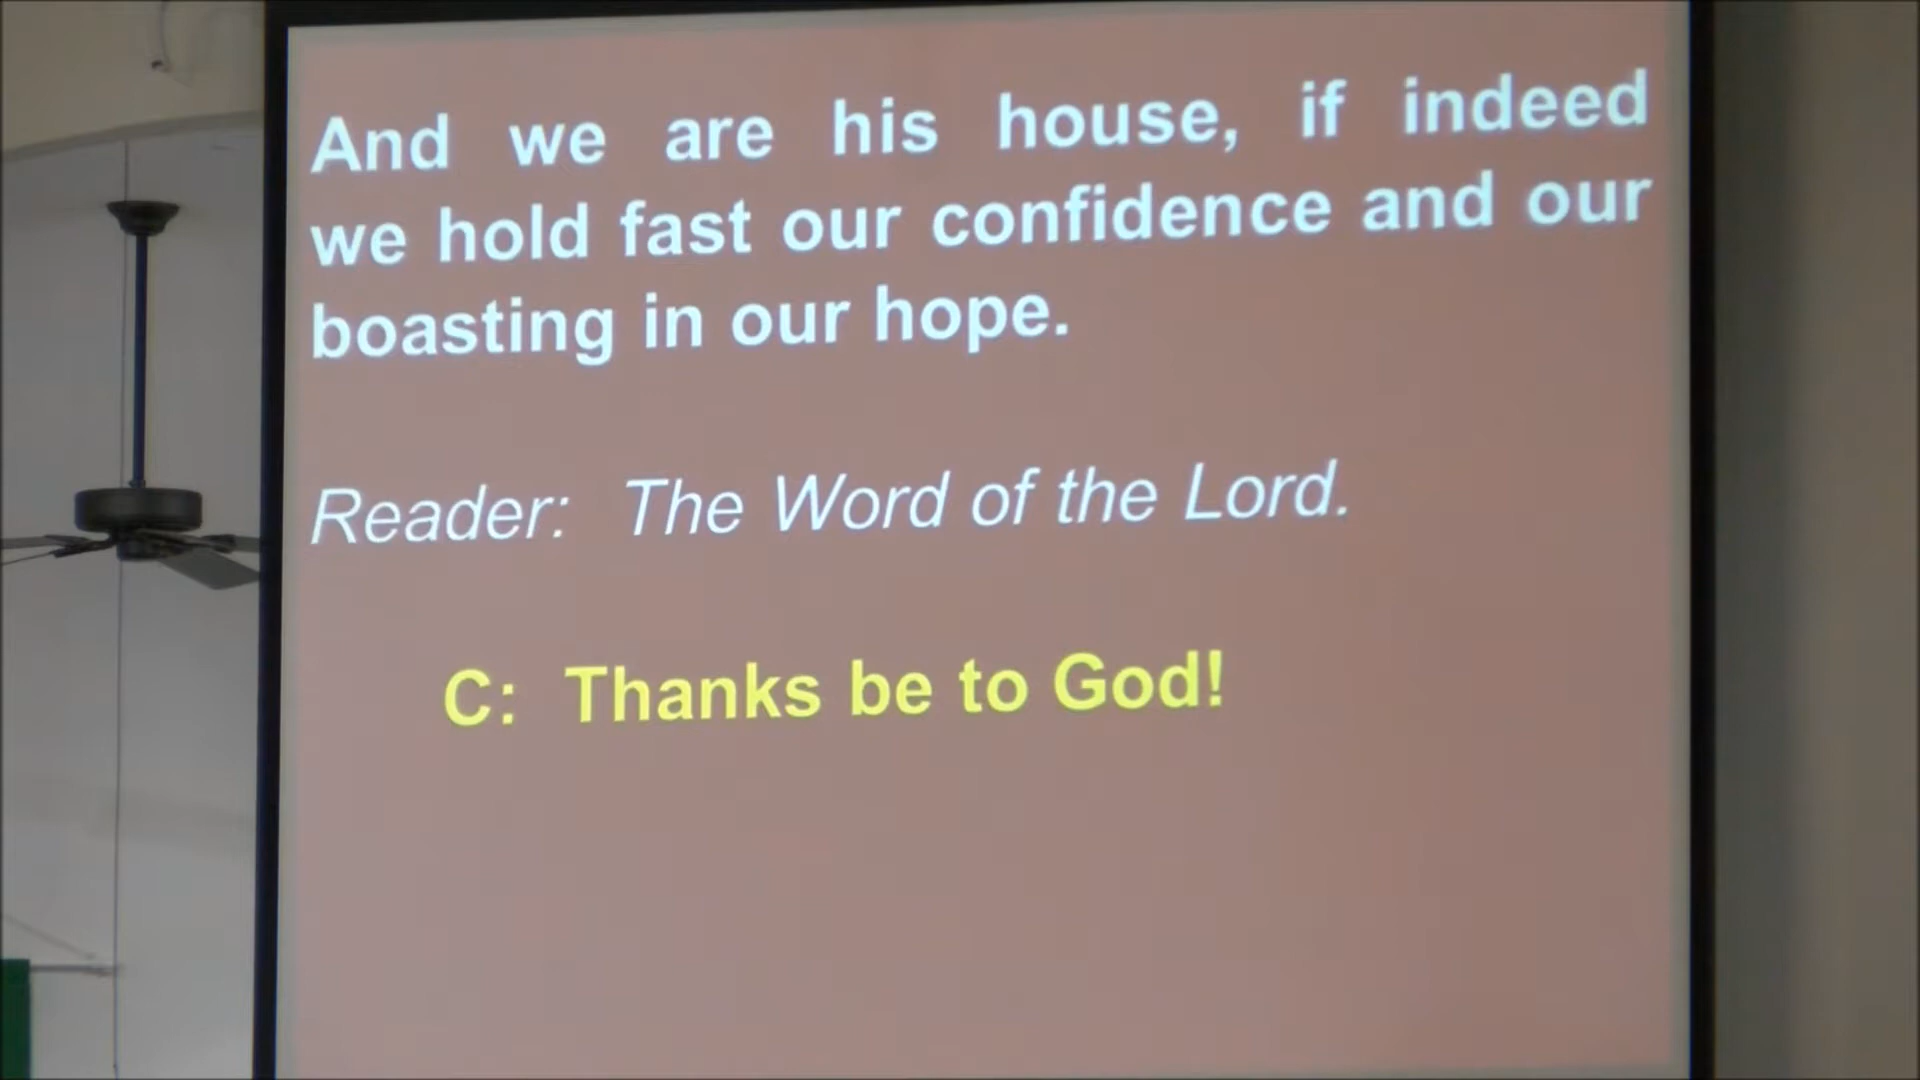 And we are his house, if indeed
we hold fast our confidence and our
boasting in our hope.
Reader: The Word of the Lord.
C: Thanks be to God!